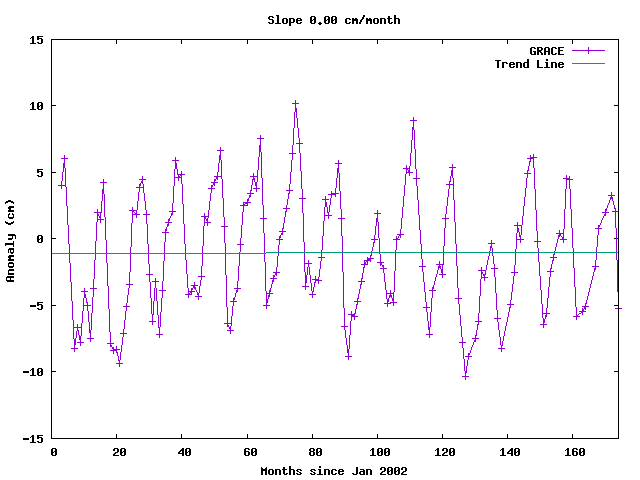 Slope 0.00 cm/month
GRACE
Trend Line
15
10
5
0
-5
-10
-15
Anomaly (cm)
0 20 40 60 80 100 120 140 160
Months since Jan 2002